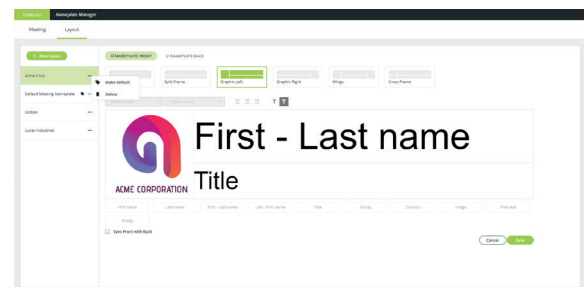 Nameplate Manager
Meeting
Layout
+ New layout
NAMEPLATE FRONT
NAMEPLATE BACK
Acme Corp.
Make default
Delete
Split Frame
Graphic Left
Graphic Right
Wings
Cross Frame
Default Meeting Nameplate
Editors
Lunar Industries
First - Last name
Title
ACME CORPORATION
First name
Last name
First - Last name
Last - First name
Title
Group
Country
Image
Free text
Empty
Sync Front with Back
Cancel
Save